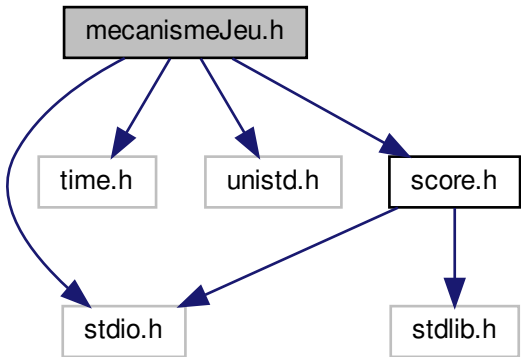 mecanismeJeu.h
time.h
unistd.h
score.h
stdio.h
stdlib.h